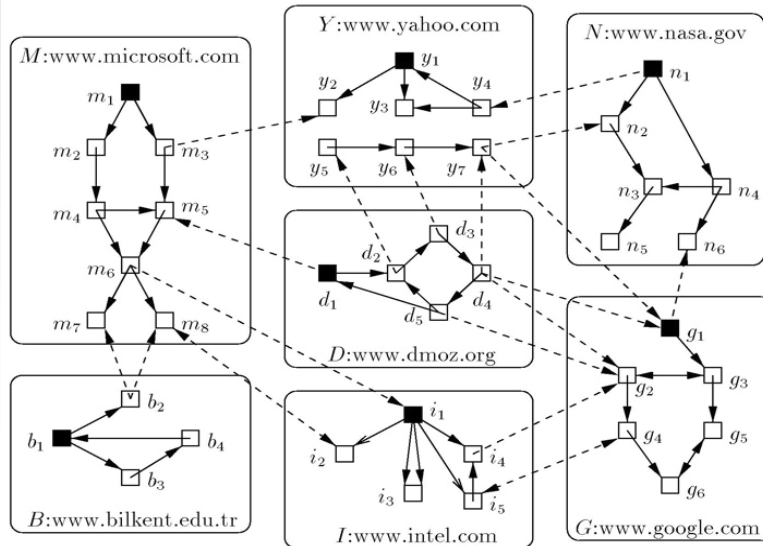 M:www.microsoft.com
m1
m2
m3
m4
m5
m6
m7
m8
Y:www.yahoo.com
y1
y2
y3
y4
y5
y6
y7
N:www.nasa.gov
n1
n2
n3
n4
n5
n6
d1
d2
d3
d4
d5
D:www.dmoz.org
b1
b2
b3
b4
B:www.bilkent.edu.tr
i1
i2
i3
i4
i5
I:www.intel.com
g1
g2
g3
g4
g5
g6
G:www.google.com